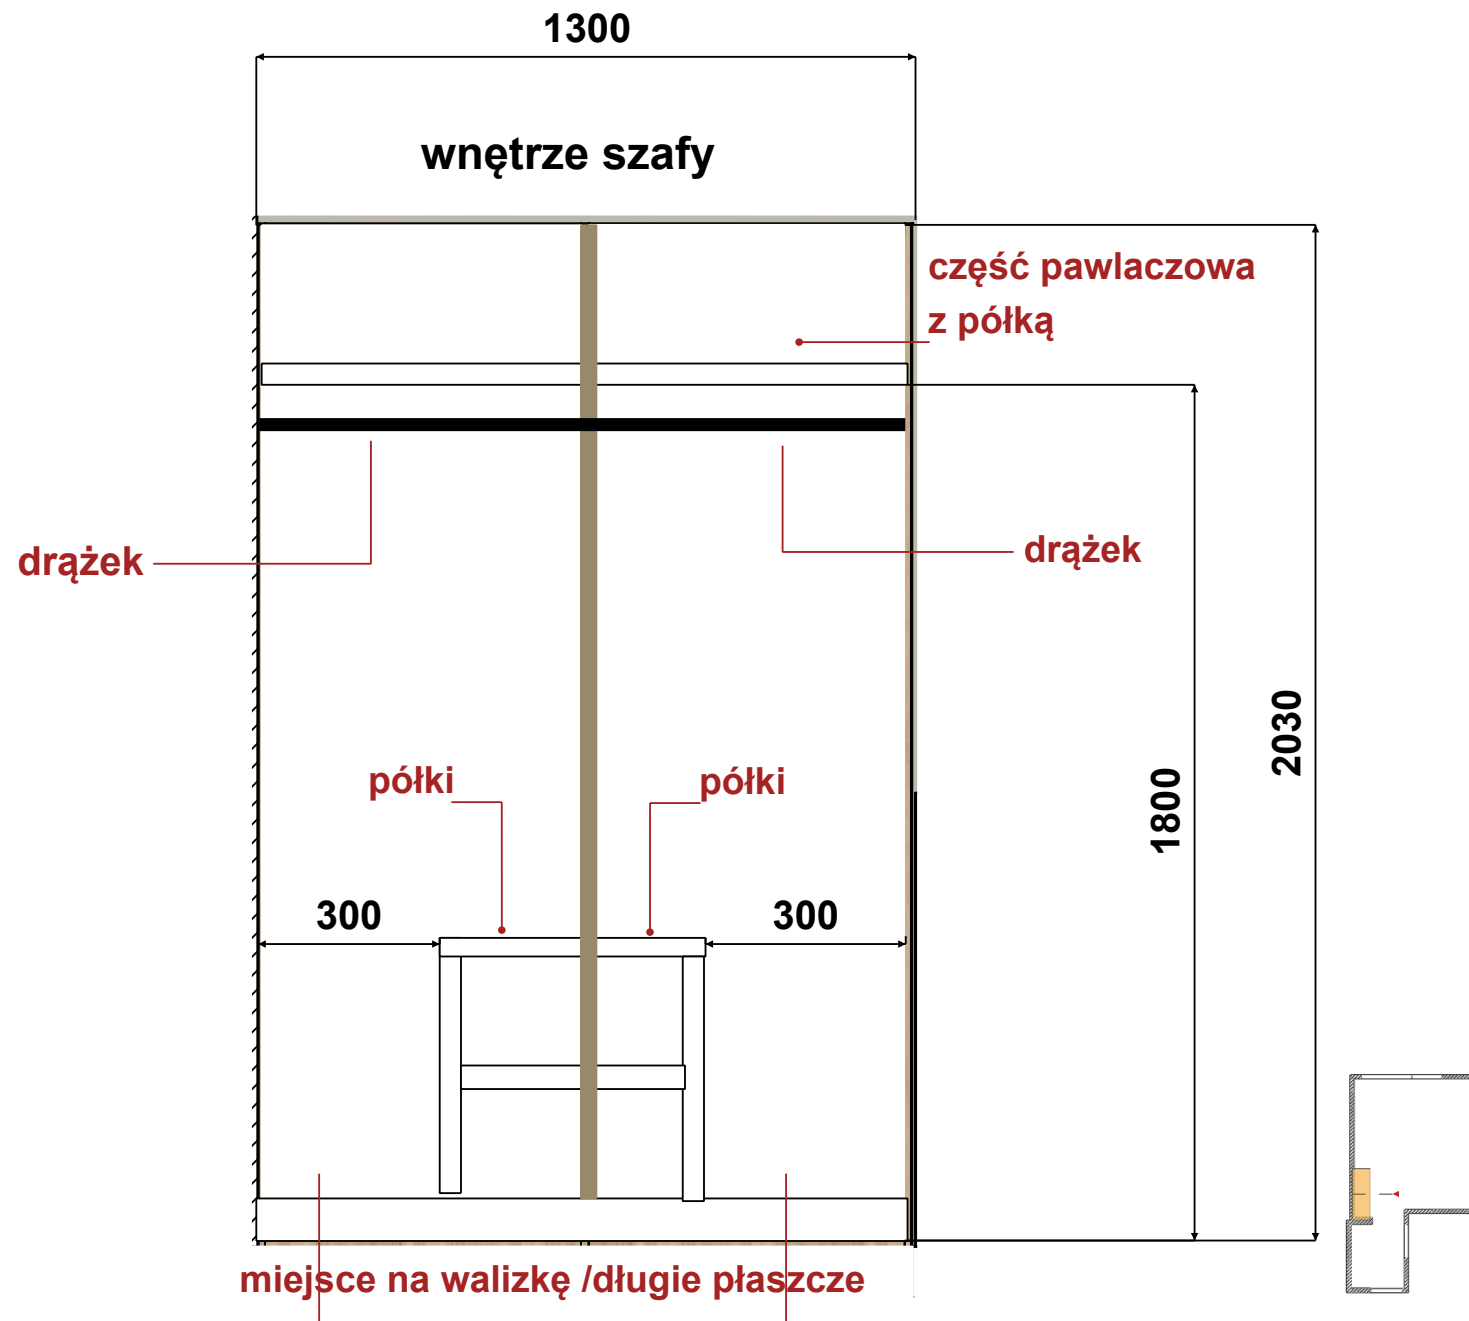 1300
wnętrze szafy
część pawlaczowa
z półką
drążek
drążek
2030
1800
półki
półki
300
300
miejsce na walizkę /długie płaszcze